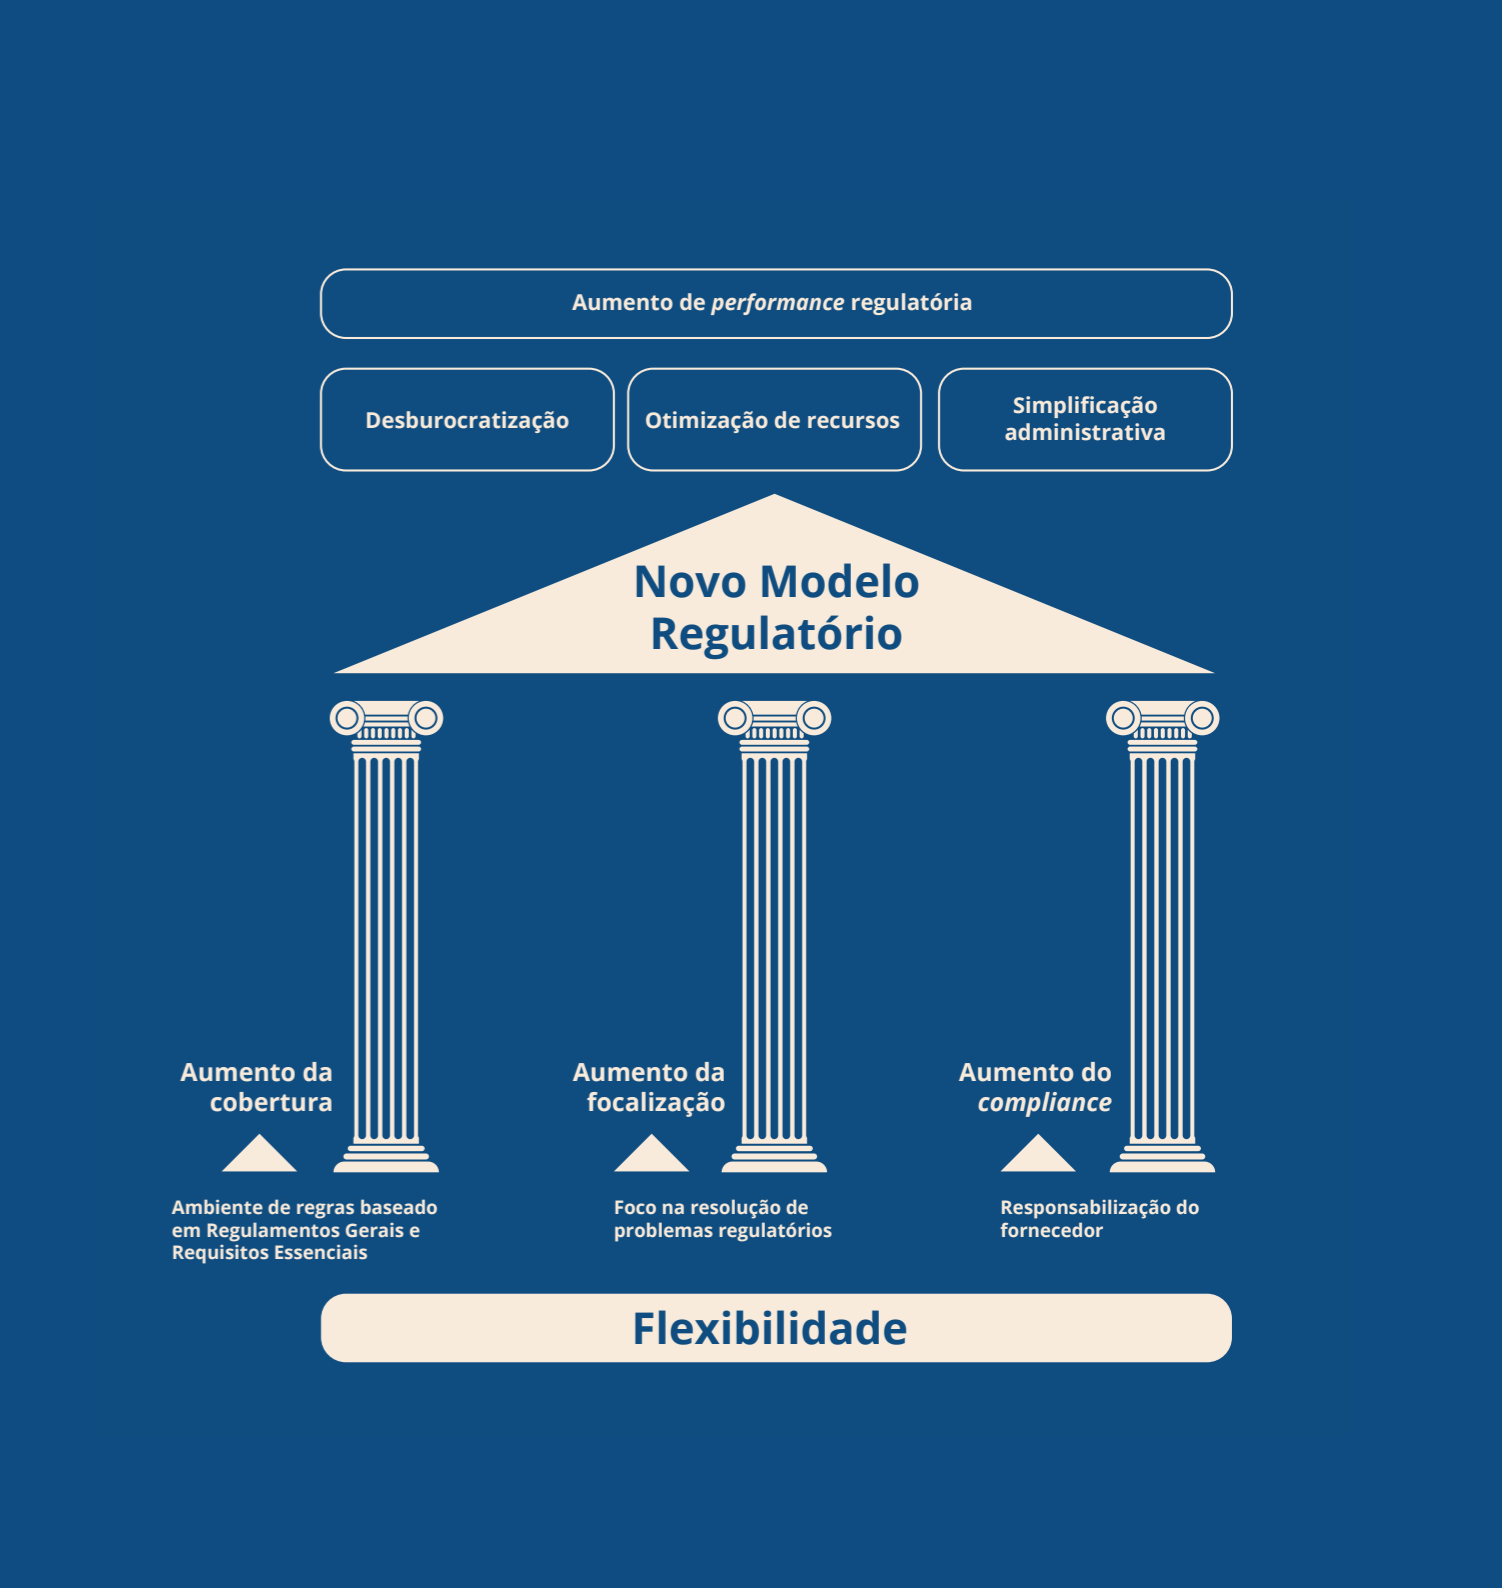 Aumento de performance regulatória
Desburocratização
Otimização de recursos
Simplificação
administrativa
Novo Modelo
Regulatório
Aumento da
cobertura
Aumento da
focalização
Aumento do
compliance
Ambiente de regras baseado
em Regulamentos Gerais e
Requisitos Essenciais
Foco na resolução de
problemas regulatórios
Responsabilização do
fornecedor
Flexibilidade